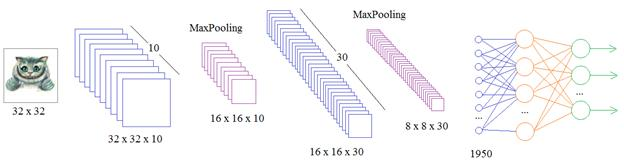 32 x 32
10
32 x 32 x 10
MaxPooling
16 x 16 x 10
30
16 x 16 x 30
MaxPooling
8 x 8 x 30
...
1950
...
...